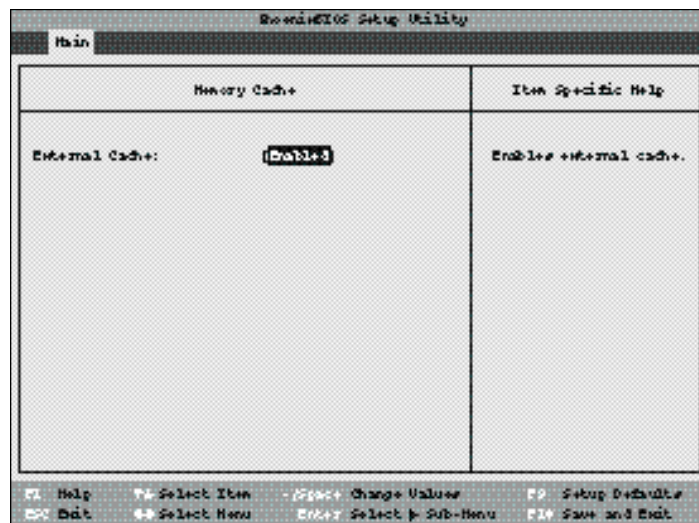 PhoenixBIOS Setup Utility
Main
Memory Cache
Item Specific Help
External Cache:
[Enabled]
Enables external cache.
F1 Help
↑↓ Select Item
-/Space Change Values
F9 Setup Defaults
ESC Exit
←→ Select Menu
Enter Select ▶ Sub-Menu
F10 Save and Exit